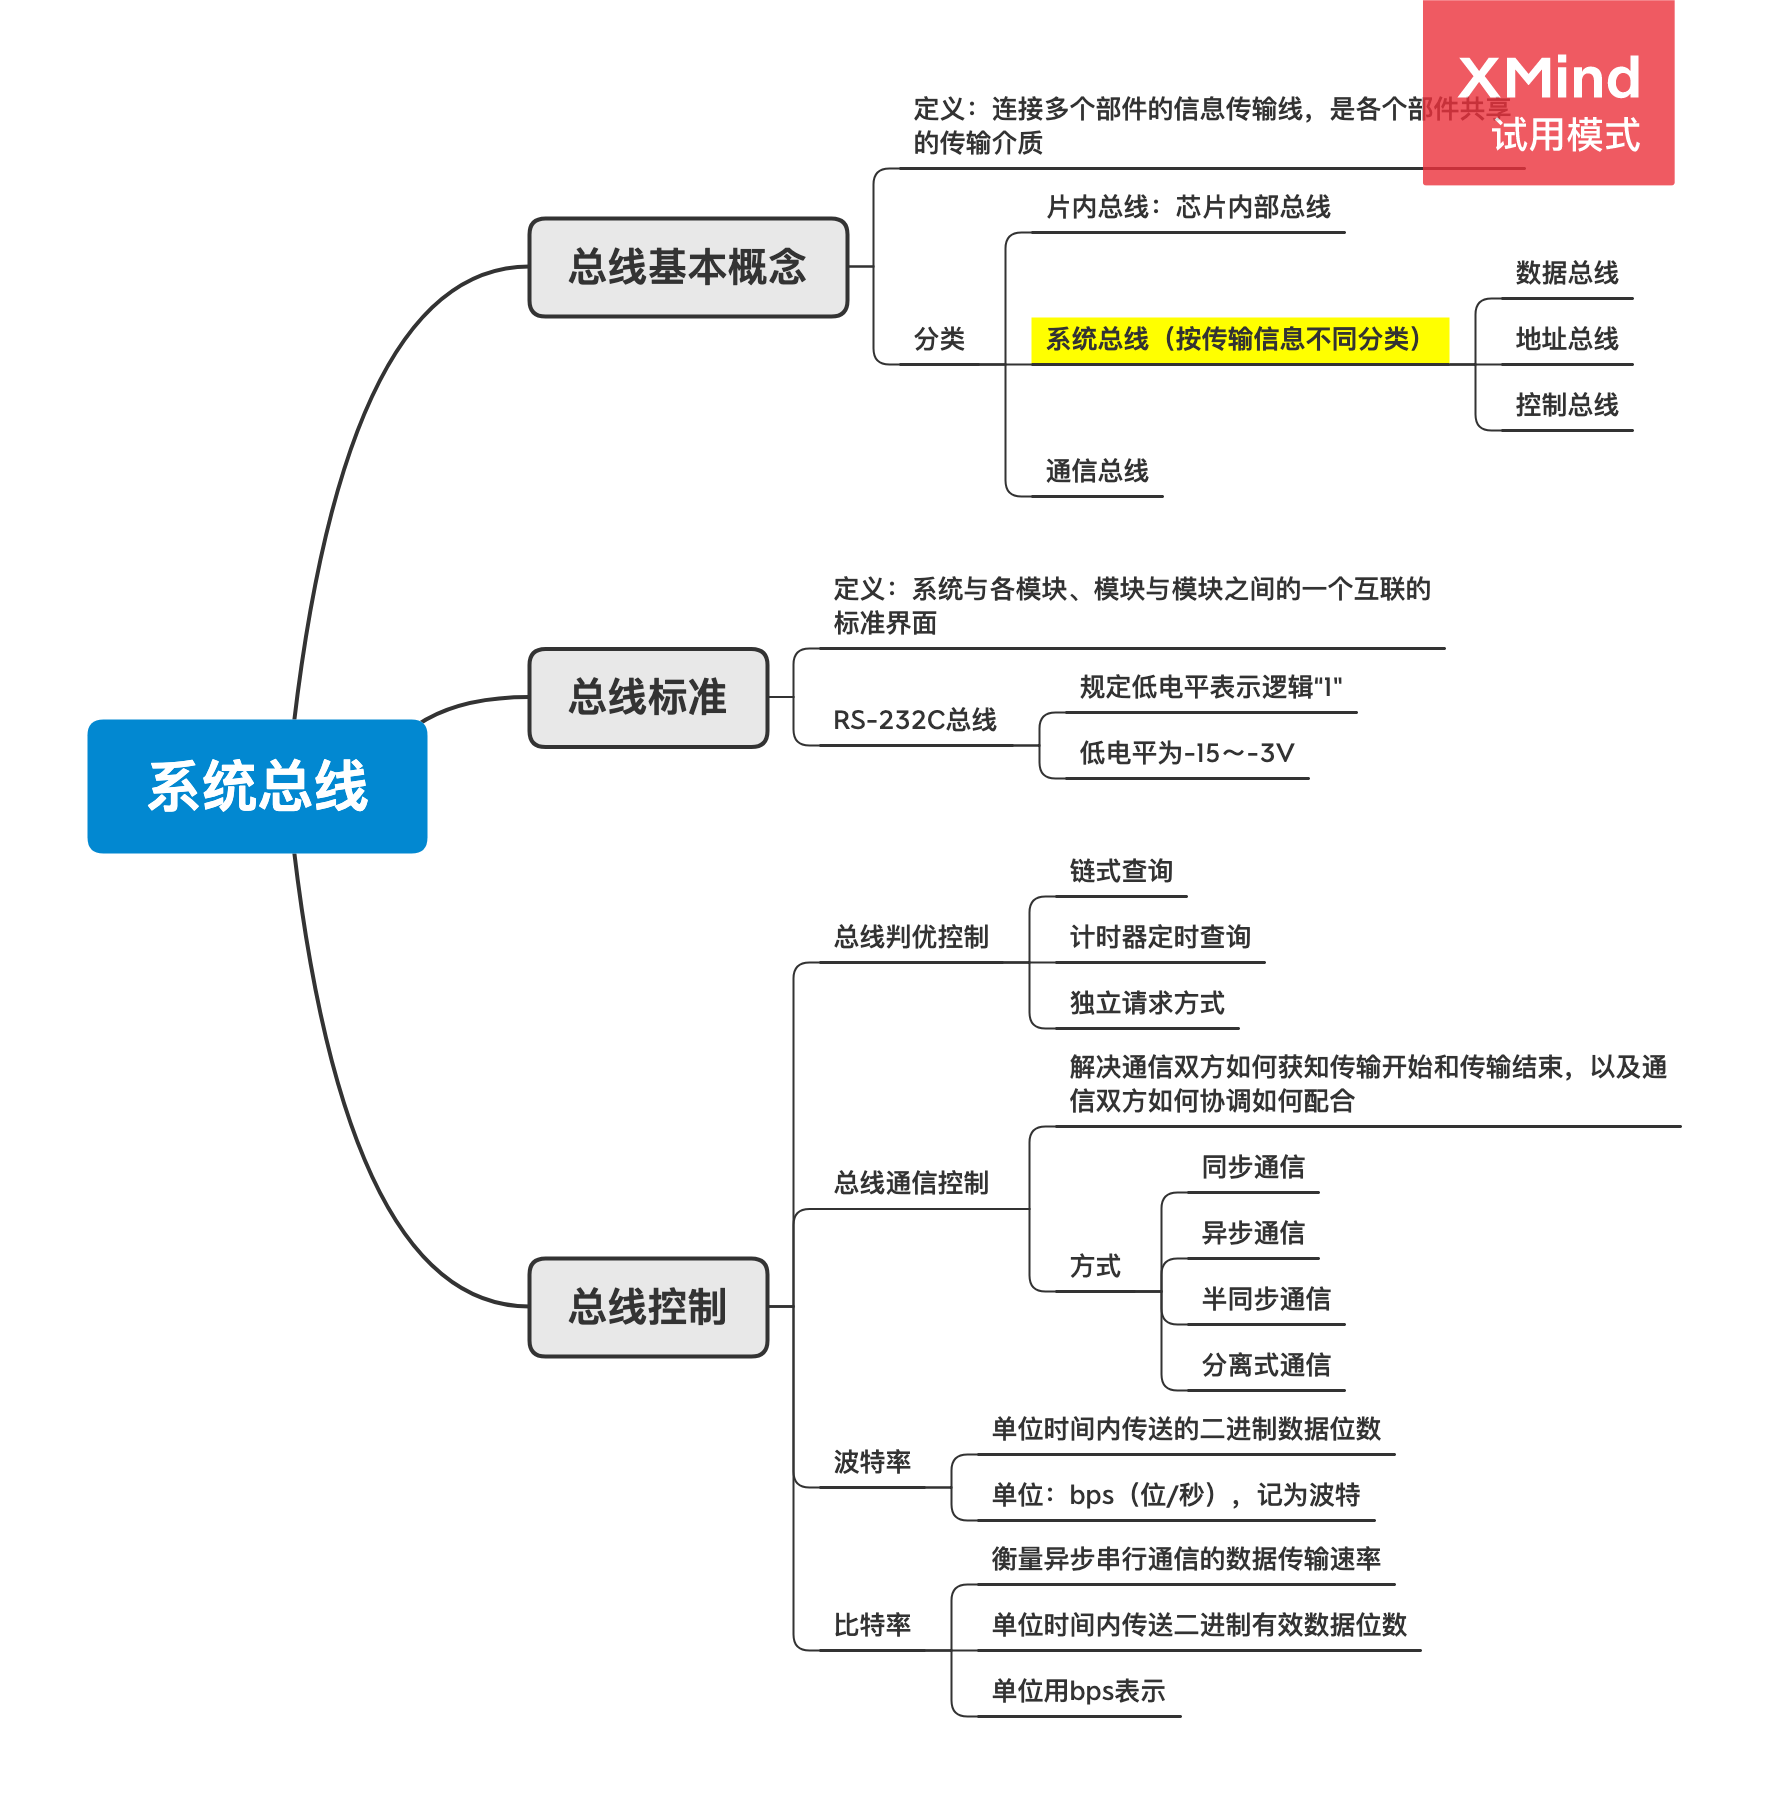 XMind
试用模式
定义：连接多个部件的信息传输线，是各个部件共享
的传输介质
片内总线：芯片内部总线
总线基本概念
数据总线
分类
系统总线（按传输信息不同分类）
地址总线
控制总线
通信总线
定义：系统与各模块、模块与模块之间的一个互联的
标准界面
总线标准
规定低电平表示逻辑"1"
RS-232C总线
低电平为-15～-3V
系统总线
链式查询
总线判优控制
计时器定时查询
独立请求方式
解决通信双方如何获知传输开始和传输结束，以及通
信双方如何协调如何配合
总线通信控制
同步通信
异步通信
方式
半同步通信
总线控制
分离式通信
单位时间内传送的二进制数据位数
波特率
单位：bps（位/秒），记为波特
衡量异步串行通信的数据传输速率
比特率
单位时间内传送二进制有效数据位数
单位用bps表示